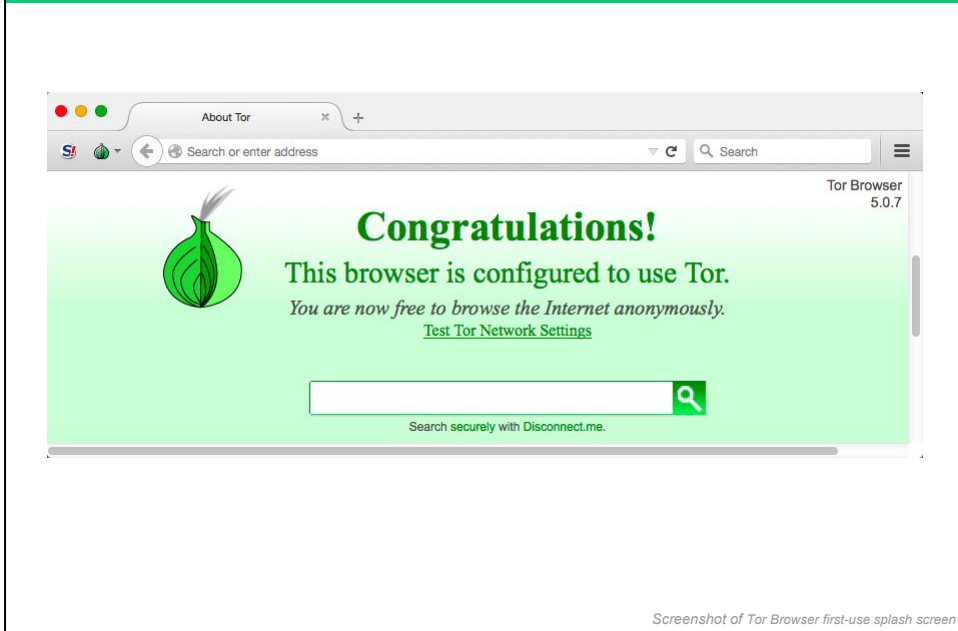 About Tor
S!
Search or enter address
Search
Tor Browser
5.0.7
Congratulations!
This browser is configured to use Tor.
You are now free to browse the Internet anonymously.
Test Tor Network Settings
Search securely with Disconnect.me.
Screenshot of Tor Browser first-use splash screen